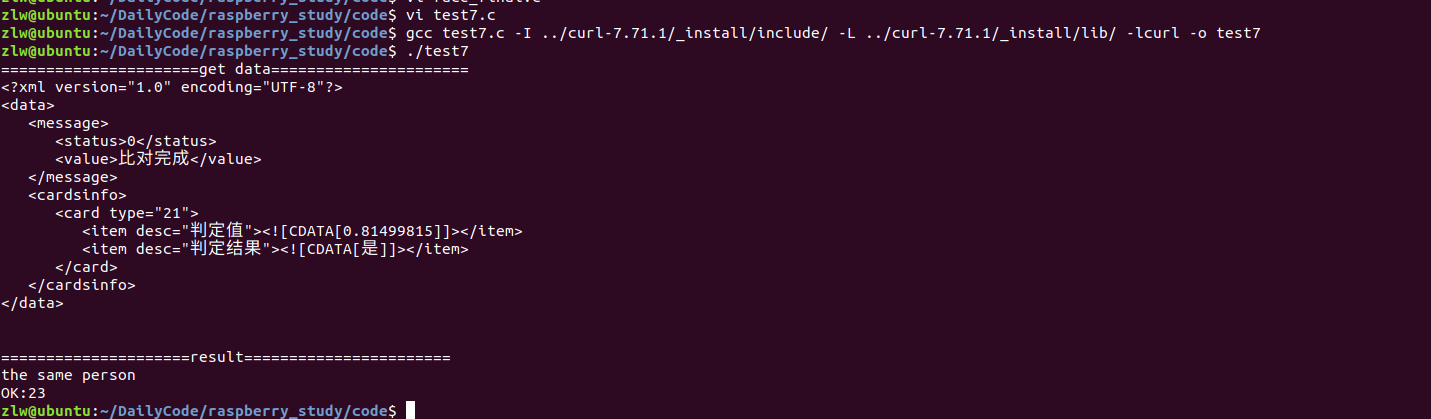 zlw@ubuntu:~/DailyCode/raspberry_study/code$ vi test7.c
zlw@ubuntu:~/DailyCode/raspberry_study/code$ gcc test7.c -I ../curl-7.71.1/_install/include/ -L ../curl-7.71.1/_install/lib/ -lcurl -o test7
zlw@ubuntu:~/DailyCode/raspberry_study/code$ ./test7
======================get data======================
<?xml version="1.0" encoding="UTF-8"?>
<data>
   <message>
      <status>0</status>
      <value>比对完成</value>
   </message>
   <cardsinfo>
      <card type="21">
         <item desc="判定值"><![CDATA[0.81499815]]></item>
         <item desc="判定结果"><![CDATA[是]]></item>
      </card>
   </cardsinfo>
</data>
=====================result=======================
the same person
OK:23
zlw@ubuntu:~/DailyCode/raspberry_study/code$